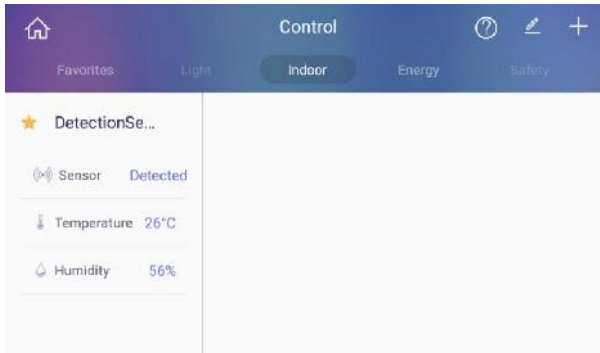 Control
Favorites Light Indoor Energy Safety
DetectionSe...
Sensor Detected
Temperature 26°C
Humidity 56%